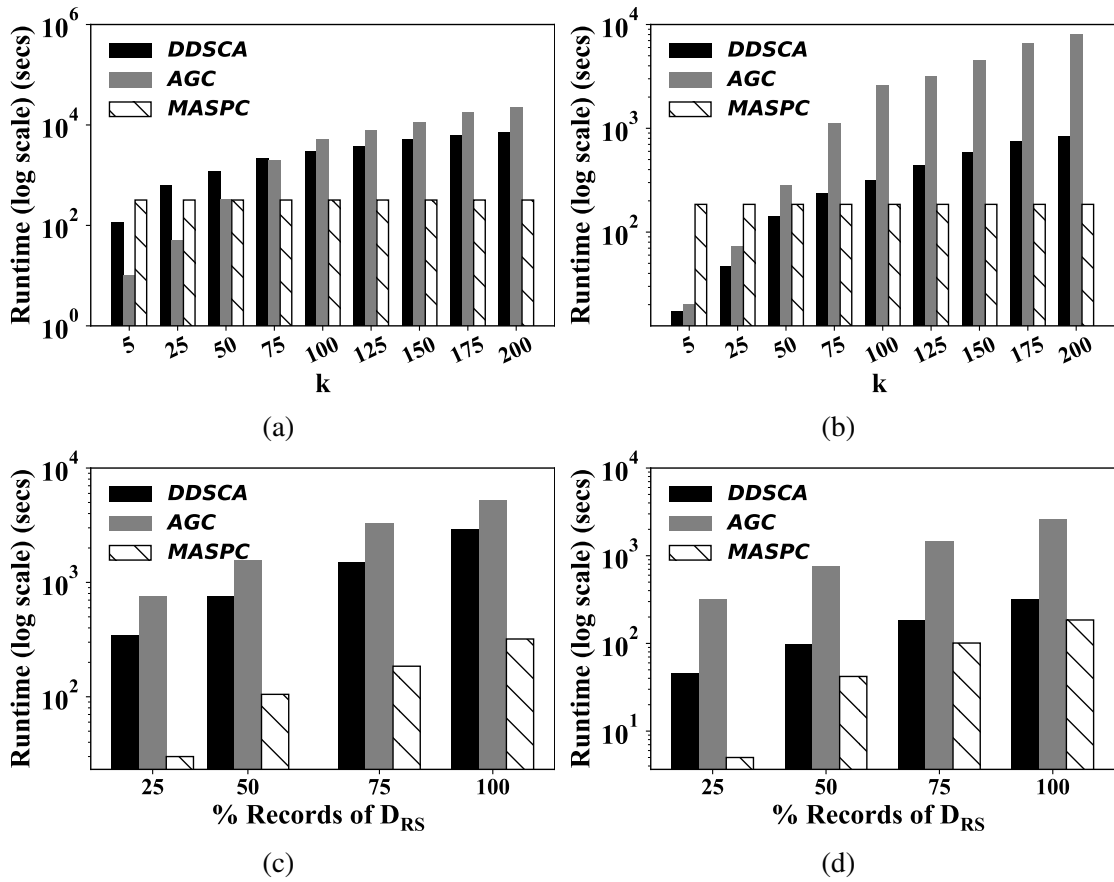 Runtime (log scale) (secs)
10^6
10^4
10^2
10^0
DDSCA
AGC
MASPC
5 25 50 75 100 125 150 175 200
k
(a)
Runtime (log scale) (secs)
10^4
10^3
10^2
DDSCA
AGC
MASPC
5 25 50 75 100 125 150 175 200
k
(b)
Runtime (log scale) (secs)
10^4
10^3
10^2
DDSCA
AGC
MASPC
25 50 75 100
% Records of D_RS
(c)
Runtime (log scale) (secs)
10^4
10^3
10^2
10^1
DDSCA
AGC
MASPC
25 50 75 100
% Records of D_RS
(d)